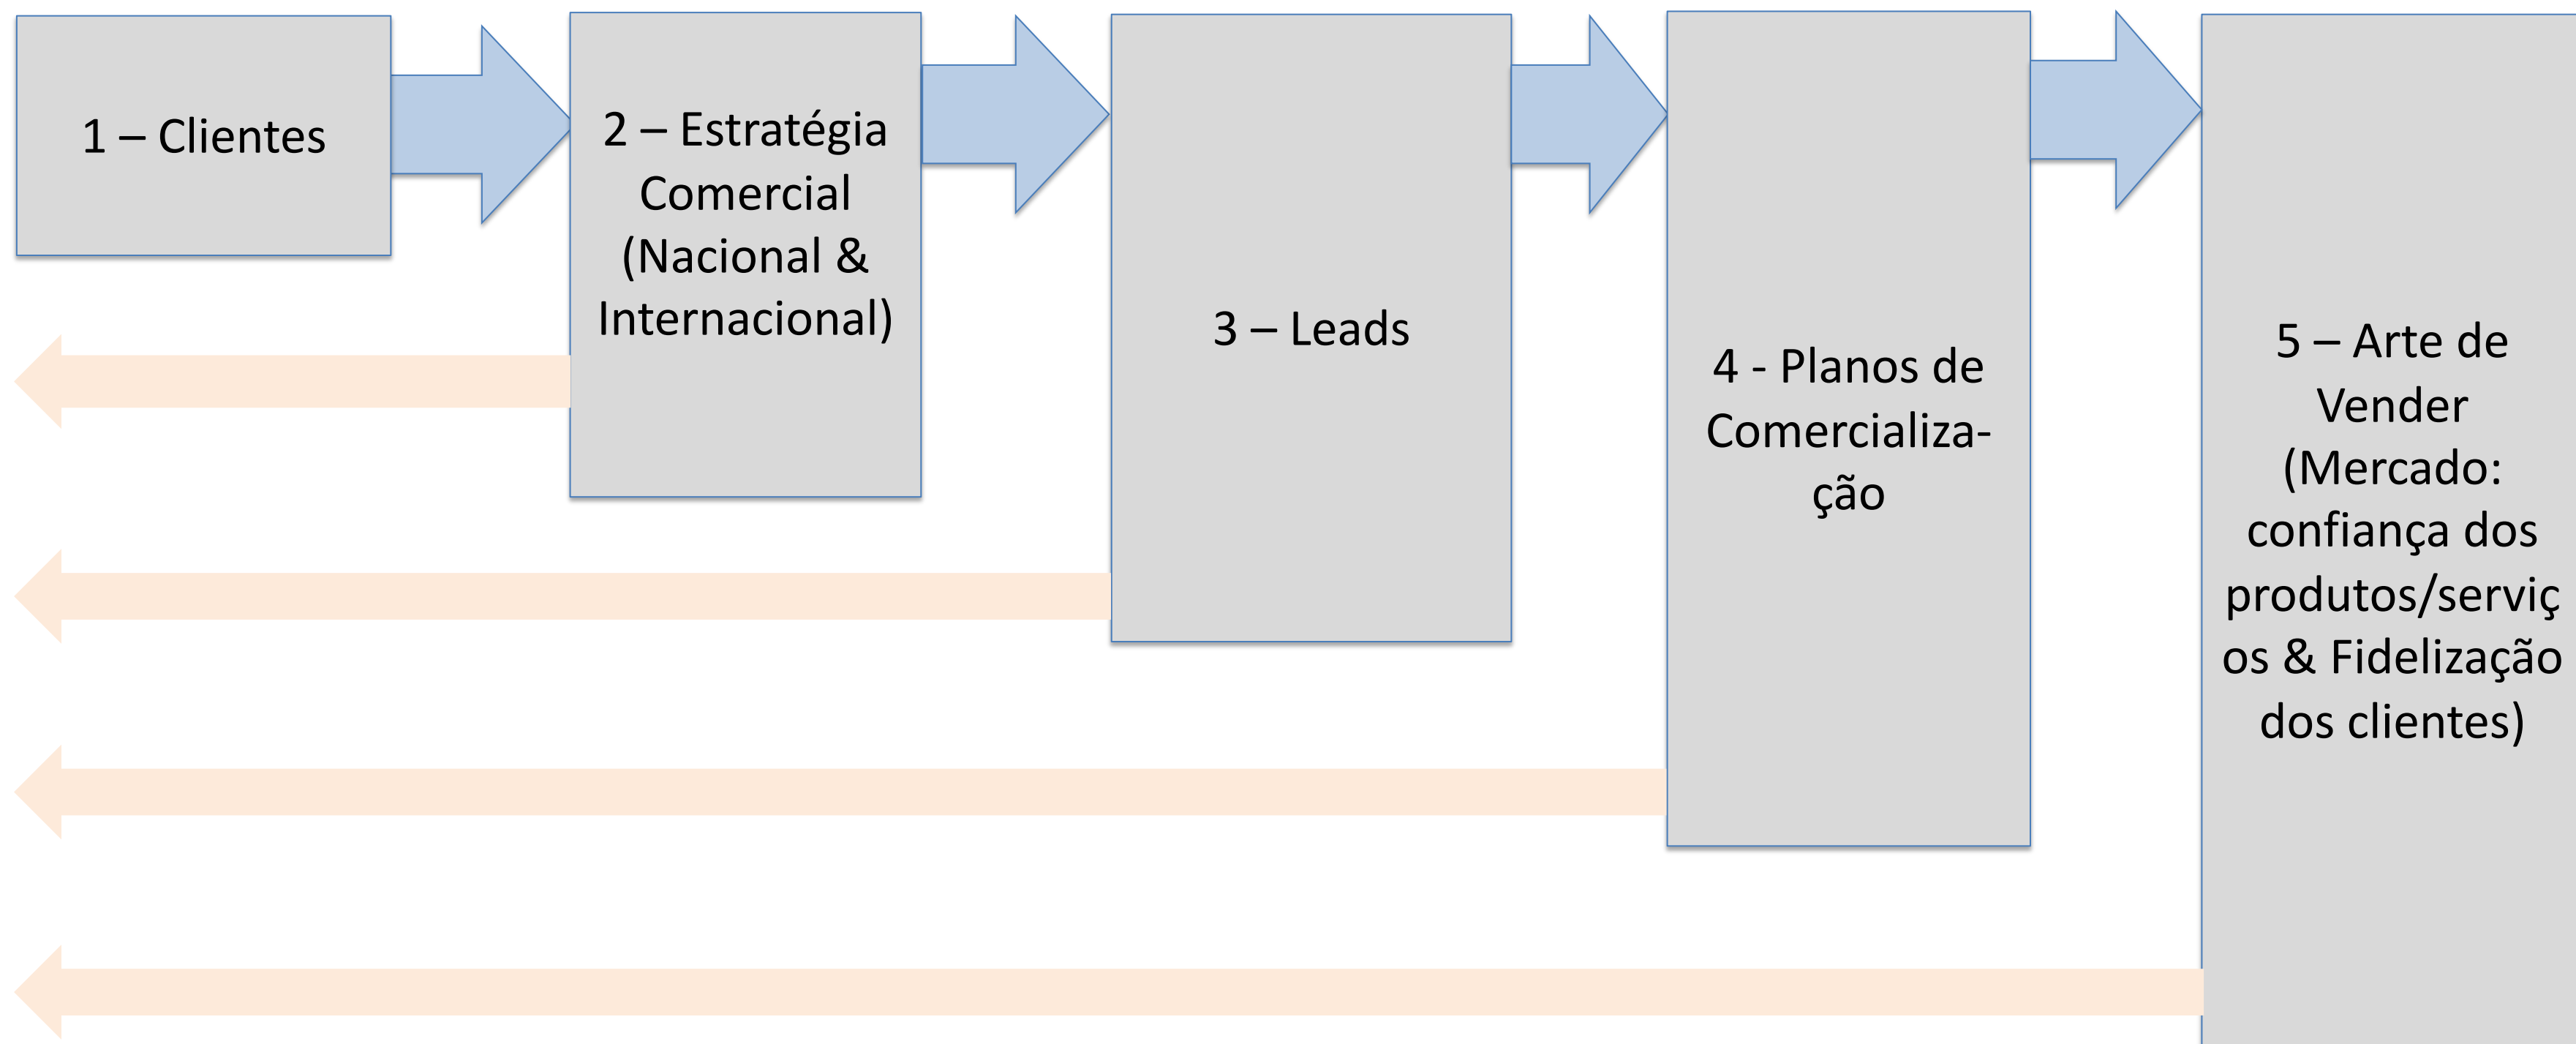 1 – Clientes
2 – Estratégia
Comercial
(Nacional &
Internacional)
3 – Leads
4 - Planos de
Comercializa-
ção
5 – Arte de
Vender
(Mercado:
confiança dos
produtos/serviç
os & Fidelização
dos clientes)